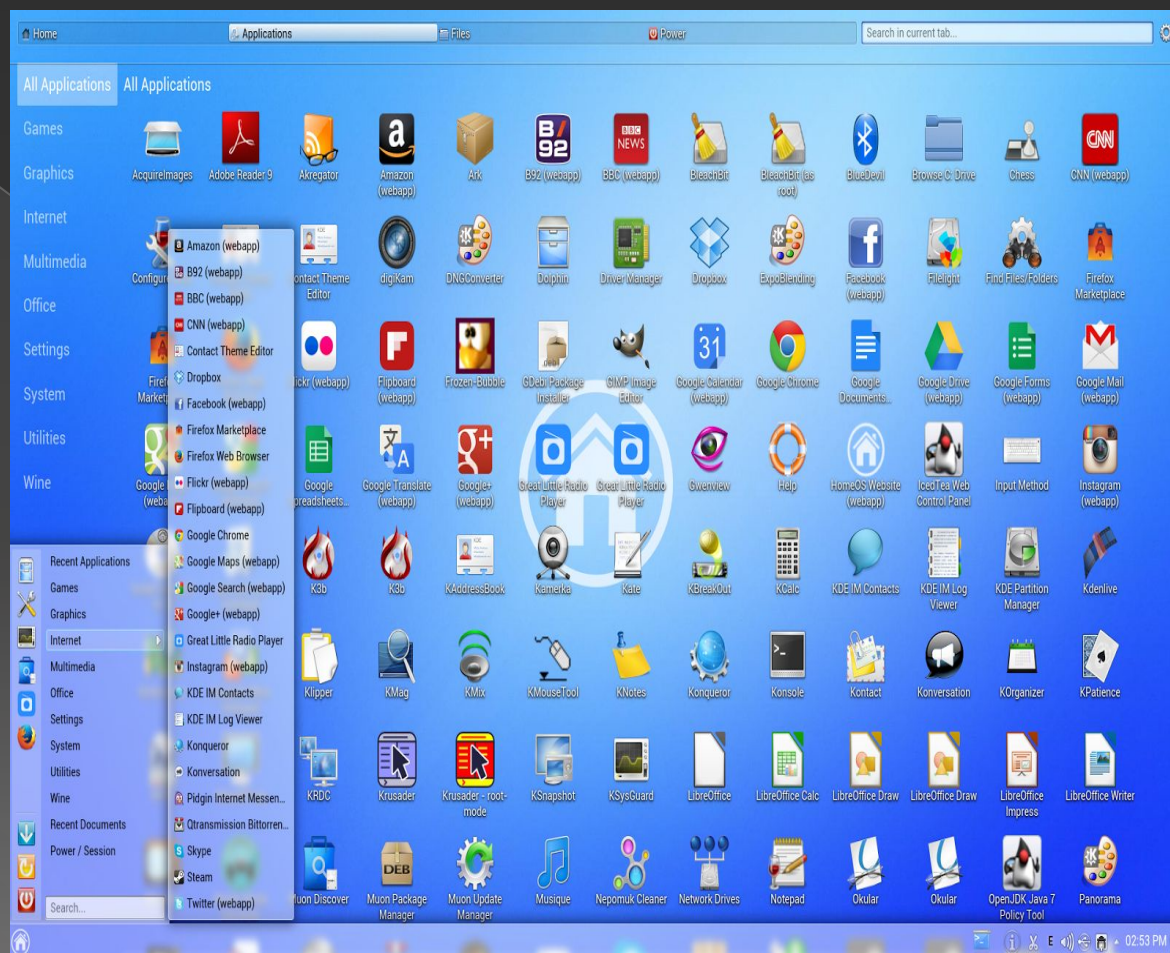 Home
Applications
Files
Power
Search in current tab...
All Applications
All Applications
Games
Graphics
Internet
Multimedia
Office
Settings
System
Utilities
Wine
AcquireImages
Adobe Reader 9
Akregator
Amazon
(webapp)
Ark
B92 (webapp)
BBC (webapp)
BleachBit
BleachBit (as
root)
BlueDevil
Browse C: Drive
Chess
CNN (webapp)
ontact Theme
Editor
digiKam
DNGConverter
Dolphin
Driver Manager
Dropbox
ExpoBlending
Facebook
(webapp)
Filelight
Find Files/Folders
Firefox
Marketplace
lickr (webapp)
Flipboard
(webapp)
Frozen-Bubble
GDebi Package
Installer
GIMP Image
Editor
Google Calendar
(webapp)
Google Chrome
Google
Documents...
Google Drive
(webapp)
Google Forms
(webapp)
Google Mail
(webapp)
Google
preadsheets...
Google Translate
(webapp)
Google+
(webapp)
Great Little Radio
Player
Great Little Radio
Player
Gwenview
Help
HomeOS Website
(webapp)
IcedTea Web
Control Panel
Input Method
Instagram
(webapp)
K3b
K3b
KAddressBook
Kamerka
Kate
KBreakOut
KCalc
KDE IM Contacts
KDE IM Log
Viewer
KDE Partition
Manager
Kdenlive
Klipper
KMag
KMix
KMouseTool
KNotes
Konqueror
Konsole
Kontact
Konversation
KOrganizer
KPatience
KRDC
Krusader
Krusader - root-
mode
KSnapshot
KSysGuard
LibreOffice
LibreOffice Calc
LibreOffice Draw
LibreOffice Draw
LibreOffice
Impress
LibreOffice Writer
Muon Discover
Muon Package
Manager
Muon Update
Manager
Musique
Nepomuk Cleaner
Network Drives
Notepad
Okular
Okular
OpenJDK Java 7
Policy Tool
Panorama
Amazon (webapp)
B92 (webapp)
BBC (webapp)
CNN (webapp)
Contact Theme Editor
Dropbox
Facebook (webapp)
Firefox Marketplace
Firefox Web Browser
Flickr (webapp)
Flipboard (webapp)
Google Chrome
Google Maps (webapp)
Google Search (webapp)
Google+ (webapp)
Great Little Radio Player
Instagram (webapp)
KDE IM Contacts
KDE IM Log Viewer
Konqueror
Konversation
Pidgin Internet Messen...
Qtransmission Bittorren...
Skype
Steam
Twitter (webapp)
Recent Applications
Games
Graphics
Internet
Multimedia
Office
Settings
System
Utilities
Wine
Recent Documents
Power / Session
Search...
E
02:53 PM